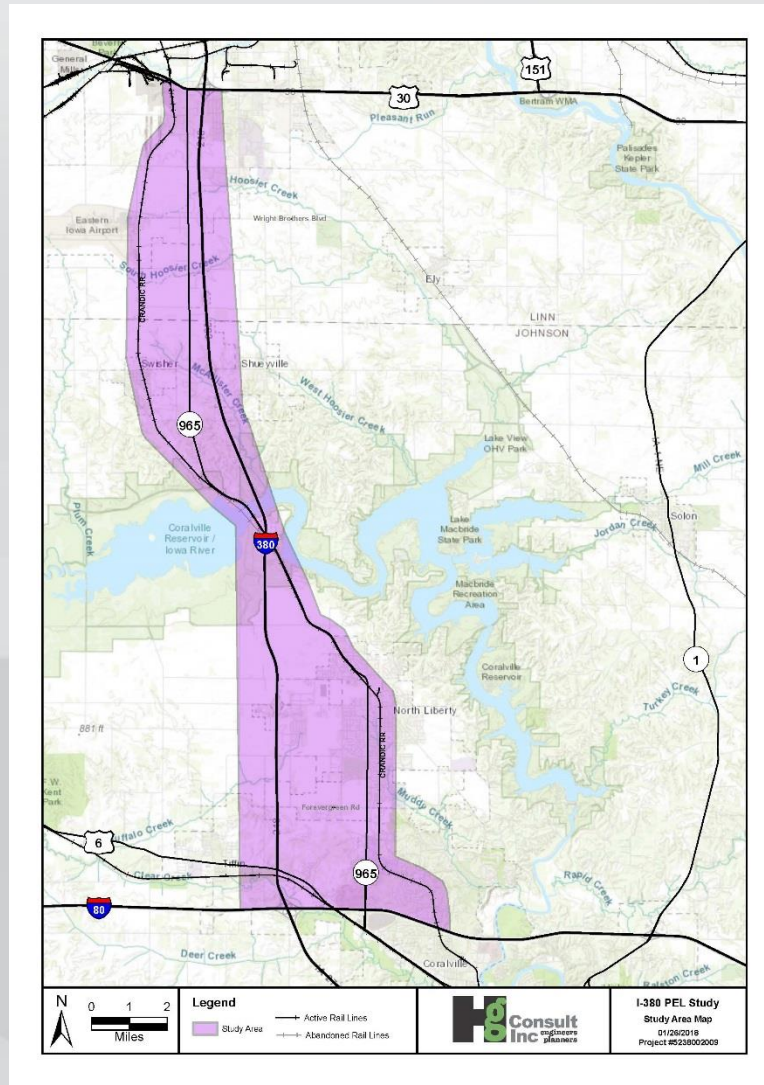 General
Mills
151
30
Pleasant Run
Bertram WMA
Palisades
Kepler
State Park
Hoosier Creek
Eastern
Iowa Airport
Wright Brothers Blvd
Hoosier Creek
Ely
LINN
JOHNSON
CRANDIC RR
Swisher
McAllister Creek
Shueyville
West Hoosier Creek
965
Lake View
OHV Park
Mill Creek
Plum Creek
Coralville
Reservoir /
Iowa River
380
Lake
Macbride
State Park
Solon
Jordan Creek
Macbride
Recreation
Area
1
Coralville
Reservoir
Turkey Creek
North Liberty
881 ft
CRANDIC RR
F.W.
Kent
Park
Forevergreen Rd
Muddy Creek
6
Buffalo Creek
Tiffin
Clear Creek
965
Rapid Creek
80
Deer Creek
Coralville
Ralston Creek
N
0 1 2
Miles
Legend
Study Area
Active Rail Lines
Abandoned Rail Lines
Hg
Consult
Inc engineers
planners
I-380 PEL Study
Study Area Map
01/26/2018
Project #5238002009